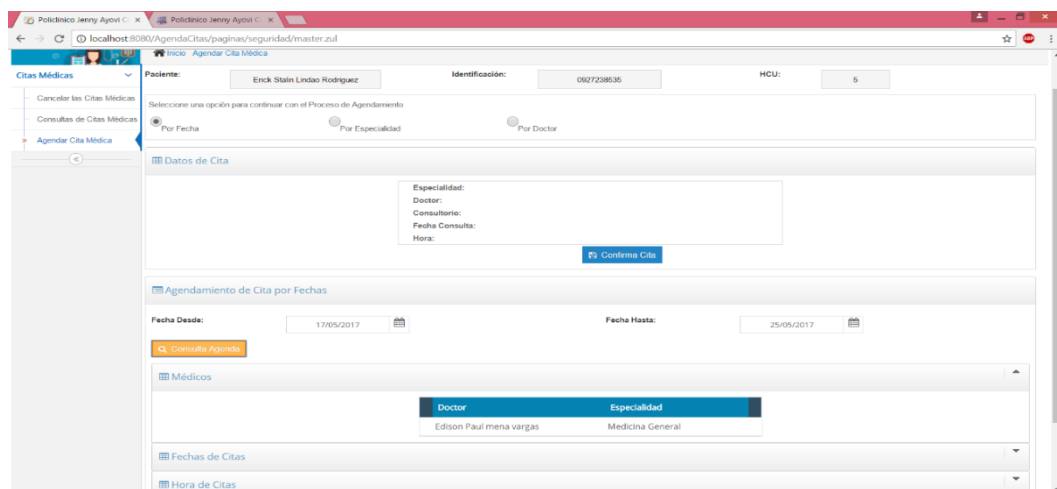 Policlinico Jenny Ayovi C
Policlinico Jenny Ayovi C
localhost:8080/AgendaCitas/paginas/seguridad/master.zul
ABP
Inicio Agendar Cita Médica
Citas Médicas
Cancelar las Citas Médicas
Consultas de Citas Médicas
Agendar Cita Médica
Paciente: Erick Stalin Lindao Rodriguez Identificación: 0927238535 HCU: 5
Seleccione una opción para continuar con el Proceso de Agendamiento
Por Fecha Por Especialidad Por Doctor
Datos de Cita
Especialidad:
Doctor:
Consultorio:
Fecha Consulta:
Hora:
Confirma Cita
Agendamiento de Cita por Fechas
Fecha Desde: 17/05/2017 Fecha Hasta: 25/05/2017
Consulta Agenda
Médicos
Doctor Especialidad
Edison Paul mena vargas Medicina General
Fechas de Citas
Hora de Citas